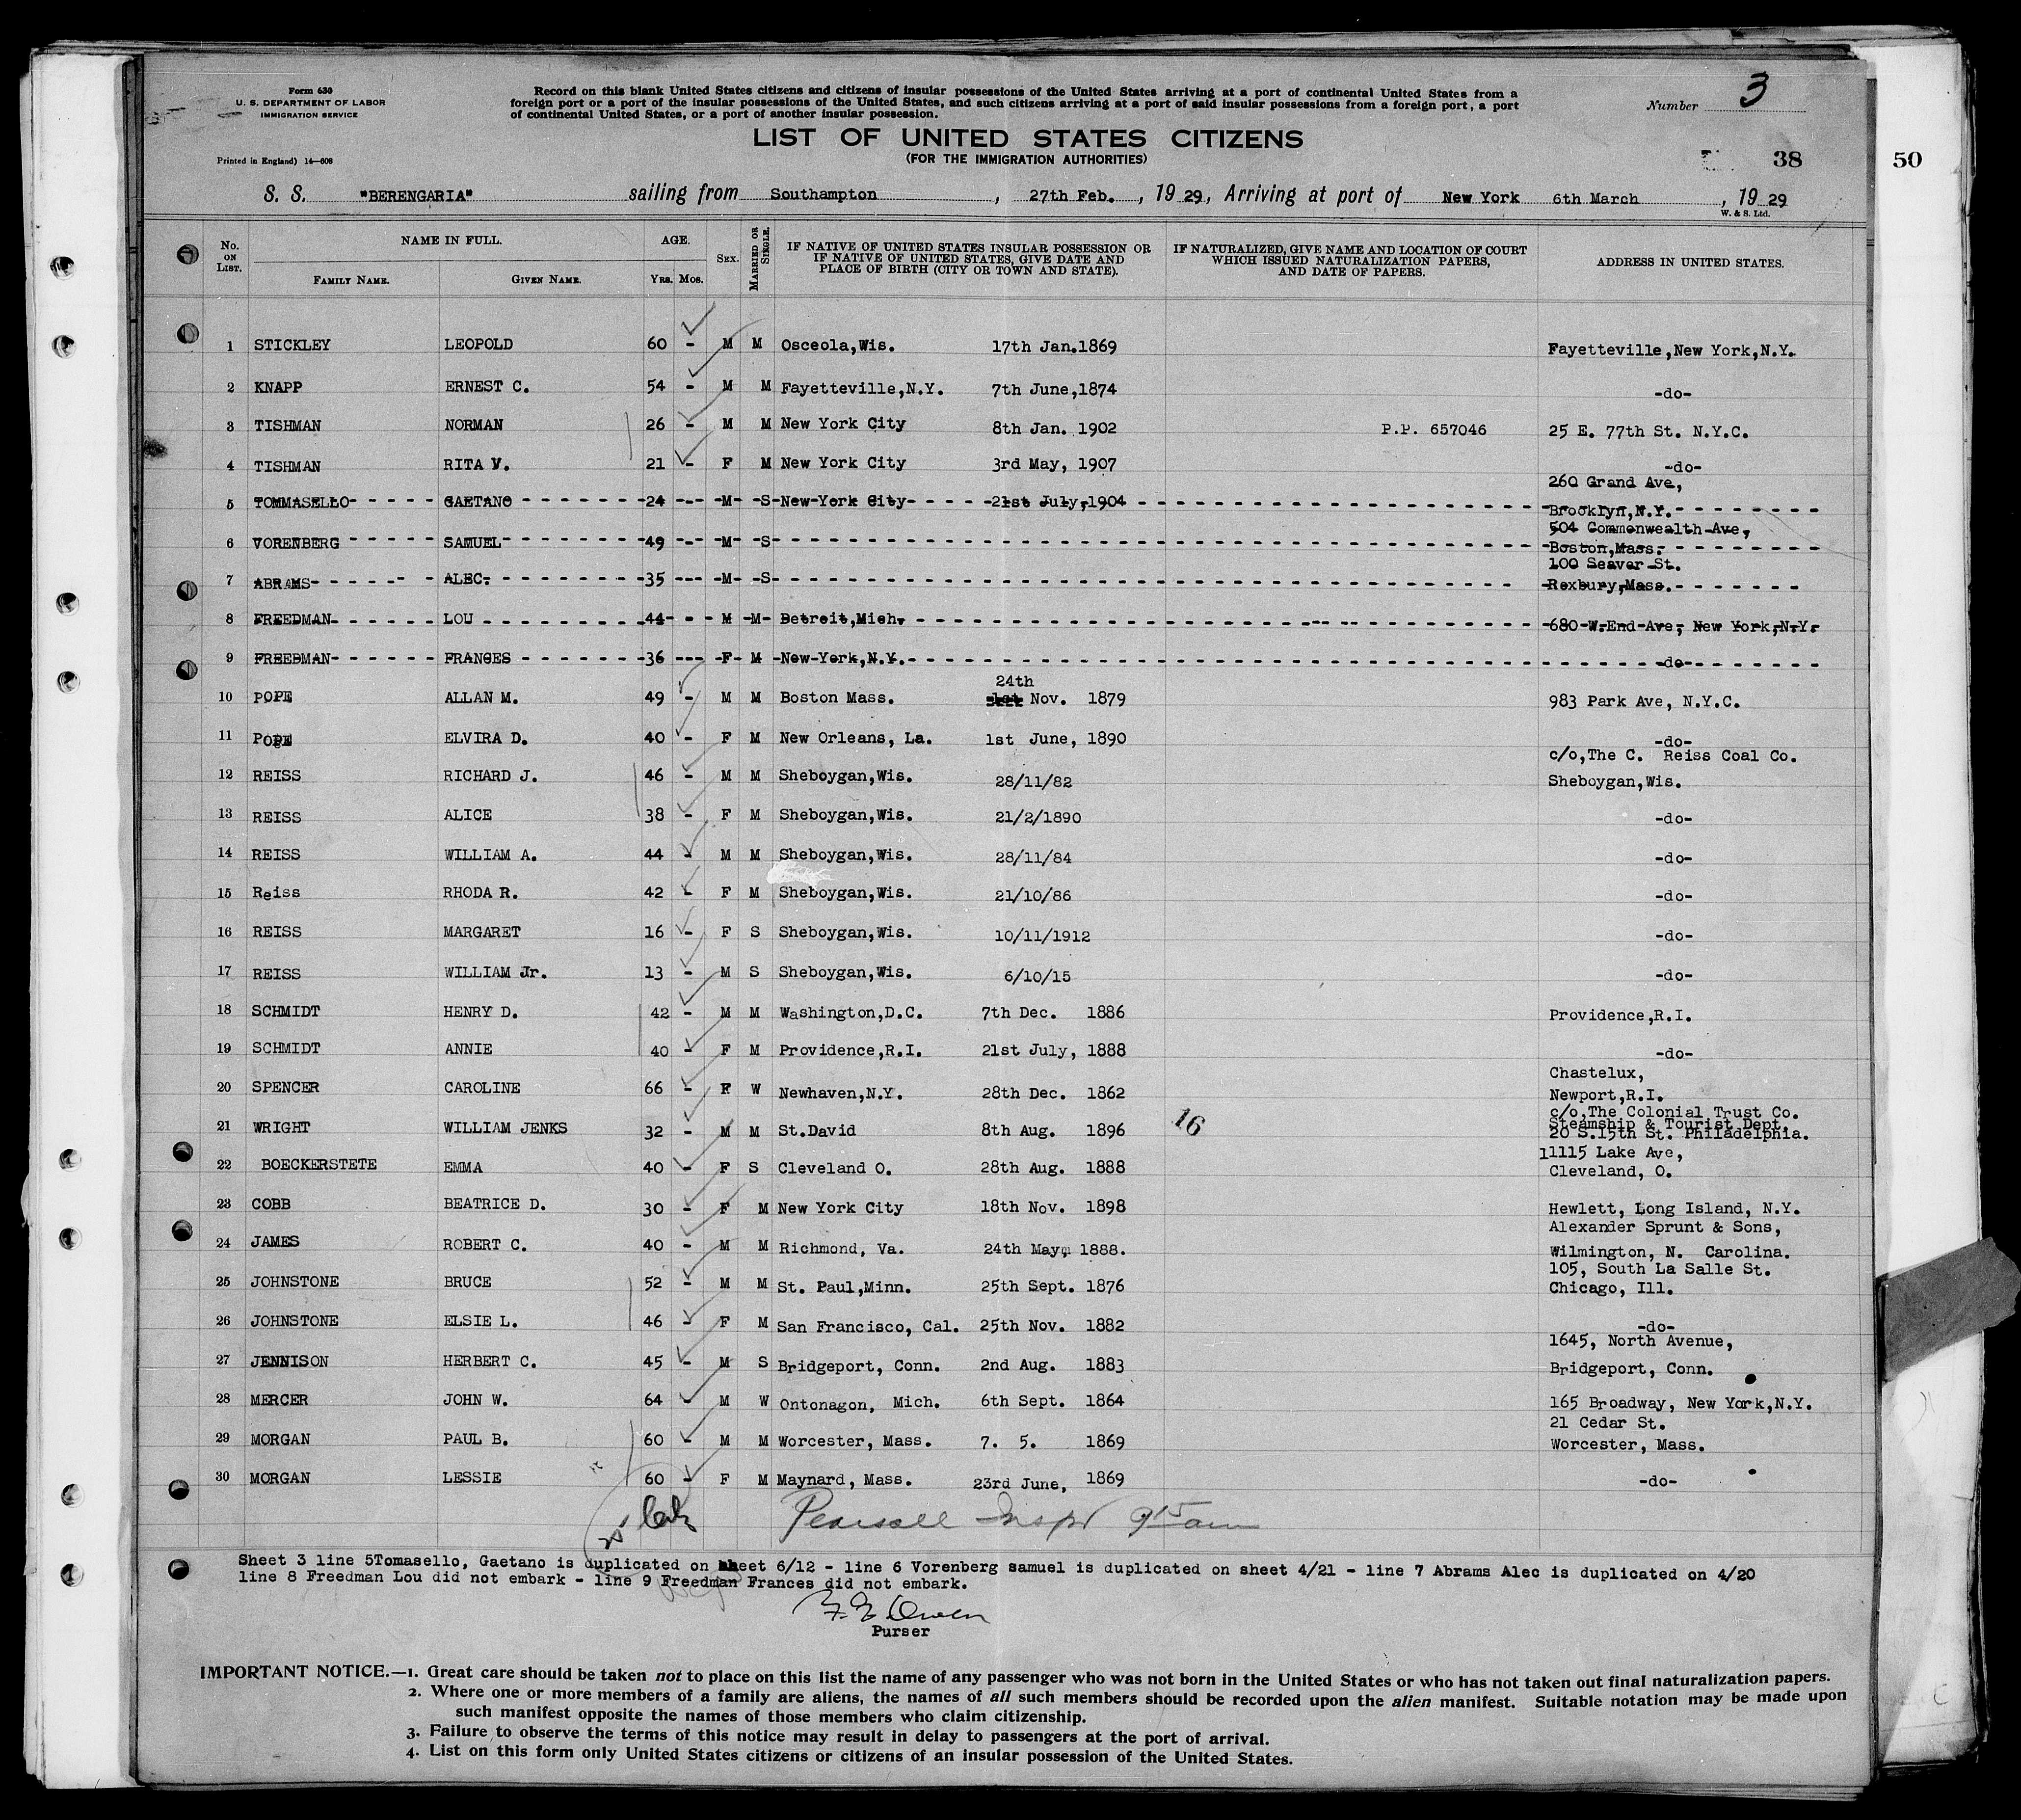 Form 630
U. S. DEPARTMENT OF LABOR
IMMIGRATION SERVICE
Printed in England) 14—608
Record on this blank United States citizens and citizens of insular possessions of the United States arriving at a port of continental United States from a
foreign port or a port of the insular possessions of the United States, and such citizens arriving at a port of said insular possessions from a foreign port, a port
of continental United States, or a port of another insular possession.
Number 3
LIST OF UNITED STATES CITIZENS
(FOR THE IMMIGRATION AUTHORITIES)
38
50
S. S. "BERENGARIA" sailing from Southampton, 27th Feb., 1929, Arriving at port of New York 6th March, 1929
W. & S. Ltd.
No. ON LIST. NAME IN FULL. FAMILY NAME. GIVEN NAME. AGE. YRS. MOS. SEX. MARRIED OR SINGLE. IF NATIVE OF UNITED STATES INSULAR POSSESSION OR IF NATIVE OF UNITED STATES, GIVE DATE AND PLACE OF BIRTH (CITY OR TOWN AND STATE). IF NATURALIZED, GIVE NAME AND LOCATION OF COURT WHICH ISSUED NATURALIZATION PAPERS, AND DATE OF PAPERS. ADDRESS IN UNITED STATES.
1 STICKLEY LEOPOLD 60 - M M Osceola,Wis. 17th Jan.1869 Fayetteville,New York,N.Y.
2 KNAPP ERNEST C. 54 - M M Fayetteville,N.Y. 7th June,1874 -do-
3 TISHMAN NORMAN 26 - M M New York City 8th Jan. 1902 P.P. 657046 25 E. 77th St. N.Y.C.
4 TISHMAN RITA V. 21 - F M New York City 3rd May, 1907 -do-
5 TOMMASELLO GAETANO 24 M S New York City 21st July,1904 260 Grand Ave,
Brooklyn,N.Y.
6 VORENBERG SAMUEL 49 M S 504 Commonwealth Ave,
Boston,Mass.
7 ABRAMS ALEC. 35 M S 100 Seaver St.
Roxbury,Mass.
8 FREEDMAN LOU 44 M M Detroit,Mich. 680 W.End Ave, New York,N.Y.
9 FREEDMAN FRANCES 36 F M New York,N.Y. -do-
24th
10 POPE ALLAN M. 49 - M M Boston Mass. 1st Nov. 1879 983 Park Ave, N.Y.C.
11 POPE ELVIRA D. 40 - F M New Orleans, La. 1st June, 1890 -do-
12 REISS RICHARD J. 46 - M M Sheboygan,Wis. 28/11/82 c/o,The C. Reiss Coal Co.
Sheboygan,Wis.
13 REISS ALICE 38 - F M Sheboygan,Wis. 21/2/1890 -do-
14 REISS WILLIAM A. 44 - M M Sheboygan,Wis. 28/11/84 -do-
15 Reiss RHODA R. 42 - F M Sheboygan,Wis. 21/10/86 -do-
16 REISS MARGARET 16 - F S Sheboygan,Wis. 10/11/1912 -do-
17 REISS WILLIAM Jr. 13 - M S Sheboygan,Wis. 6/10/15 -do-
18 SCHMIDT HENRY D. 42 - M M Washington,D.C. 7th Dec. 1886 Providence,R.I.
19 SCHMIDT ANNIE 40 - F M Providence,R.I. 21st July, 1888 -do-
20 SPENCER CAROLINE 66 - F W Newhaven,N.Y. 28th Dec. 1862 Chastelux,
Newport,R.I.
21 WRIGHT WILLIAM JENKS 32 - M M St.David 8th Aug. 1896 16 c/o,The Colonial Trust Co.
Steamship & Tourist Dept.
20 S.15th St. Philadelphia.
22 BOECKERSTETE EMMA 40 - F S Cleveland O. 28th Aug. 1888 11115 Lake Ave,
Cleveland, O.
23 COBB BEATRICE D. 30 - F M New York City 18th Nov. 1898 Hewlett, Long Island, N.Y.
24 JAMES ROBERT C. 40 - M M Richmond, Va. 24th May, 1888. Alexander Sprunt & Sons,
Wilmington, N. Carolina.
25 JOHNSTONE BRUCE 52 - M M St. Paul,Minn. 25th Sept. 1876 105, South La Salle St.
Chicago, Ill.
26 JOHNSTONE ELSIE L. 46 - F M San Francisco, Cal. 25th Nov. 1882 -do-
27 JENNISON HERBERT C. 45 - M S Bridgeport, Conn. 2nd Aug. 1883 1645, North Avenue,
Bridgeport, Conn.
28 MERCER JOHN W. 64 - M W Ontonagon, Mich. 6th Sept. 1864 165 Broadway, New York,N.Y.
29 MORGAN PAUL B. 60 - M M Worcester, Mass. 7. 5. 1869 21 Cedar St.
Worcester, Mass.
30 MORGAN LESSIE 60 - F M Maynard, Mass. 23rd June, 1869 -do-
Pearsall Inspr 9 15 am
Sheet 3 line 5Tomasello, Gaetano is duplicated on sheet 6/12 - line 6 Vorenberg samuel is duplicated on sheet 4/21 - line 7 Abrams Alec is duplicated on 4/20
line 8 Freedman Lou did not embark - line 9 Freedman Frances did not embark.
Owen
Purser
IMPORTANT NOTICE.—1. Great care should be taken not to place on this list the name of any passenger who was not born in the United States or who has not taken out final naturalization papers.
2. Where one or more members of a family are aliens, the names of all such members should be recorded upon the alien manifest. Suitable notation may be made upon
such manifest opposite the names of those members who claim citizenship.
3. Failure to observe the terms of this notice may result in delay to passengers at the port of arrival.
4. List on this form only United States citizens or citizens of an insular possession of the United States.